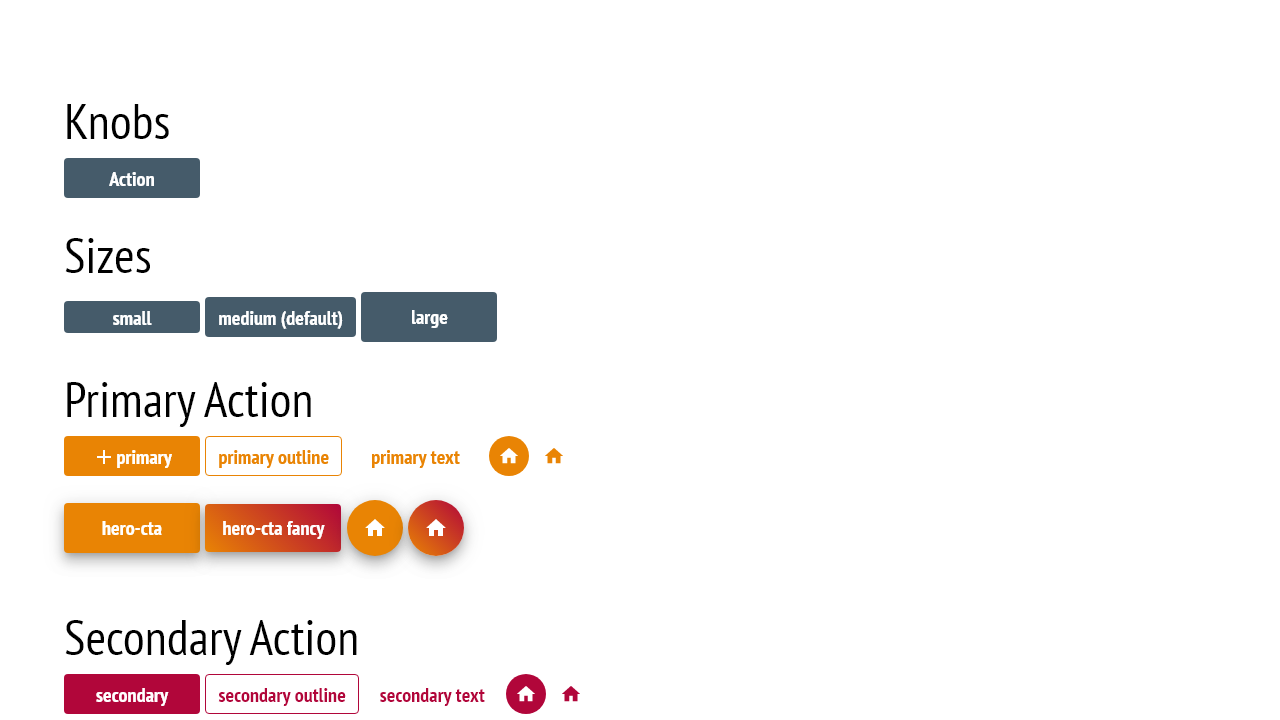 Knobs
Action
Sizes
small medium (default) large
Primary Action
primary primary outline primary text
hero-cta hero-cta fancy
Secondary Action
secondary secondary outline secondary text